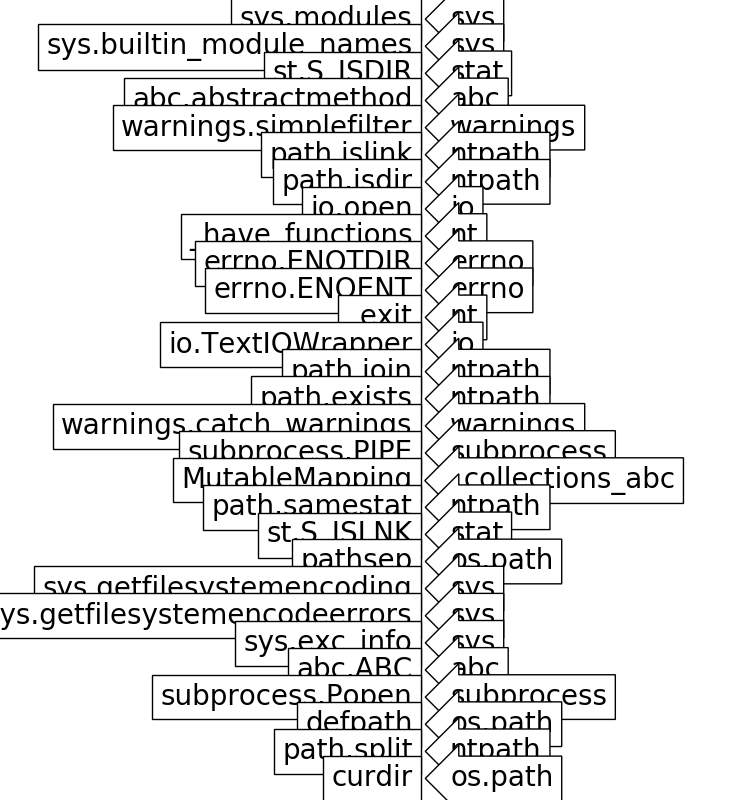 sys.modules sys
sys.builtin_module_names sys
st.S_ISDIR stat
abc.abstractmethod abc
warnings.simplefilter warnings
path.islink ntpath
path.isdir ntpath
io.open io
_have_functions nt
errno.ENOTDIR errno
errno.ENOENT errno
_exit nt
io.TextIOWrapper io
path.join ntpath
path.exists ntpath
warnings.catch_warnings warnings
subprocess.PIPE subprocess
MutableMapping _collections_abc
path.samestat ntpath
st.S_ISLNK stat
pathsep os.path
sys.getfilesystemencoding sys
ys.getfilesystemencodeerrors sys
sys.exc_info sys
abc.ABC abc
subprocess.Popen subprocess
defpath os.path
path.split ntpath
curdir os.path